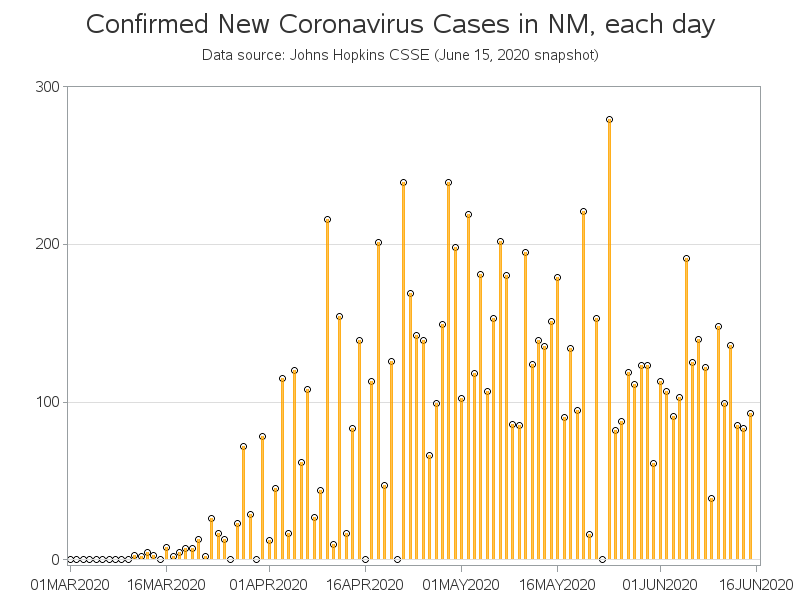 Confirmed New Coronavirus Cases in NM, each day
Data source: Johns Hopkins CSSE (June 15, 2020 snapshot)
300
200
100
0
01MAR2020 16MAR2020 01APR2020 16APR2020 01MAY2020 16MAY2020 01JUN2020 16JUN2020